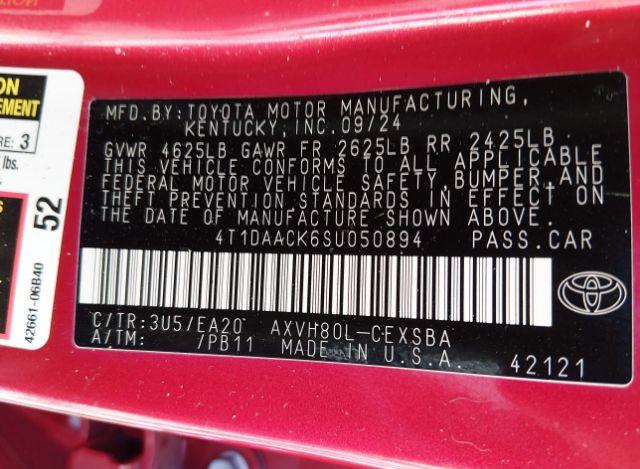 MFD.BY:TOYOTA MOTOR MANUFACTURING,
KENTUCKY, INC.09/24
GVWR 4625LB GAWR FR 2625LB RR 2425LB
THIS VEHICLE CONFORMS TO ALL APPLICABLE
FEDERAL MOTOR VEHICLE SAFETY,BUMPER,AND
THEFT PREVENTION STANDARDS IN EFFECT ON
THE DATE OF MANUFACTURE SHOWN ABOVE.
4T1DAACK6SU050894 PASS.CAR
C/TR:3U5/EA20 AXVH80L-CEXSBA
A/TM: /PB11 MADE IN U.S.A.
42121
ON
EMENT
RE: 3
lbs.
52
42661-06B40